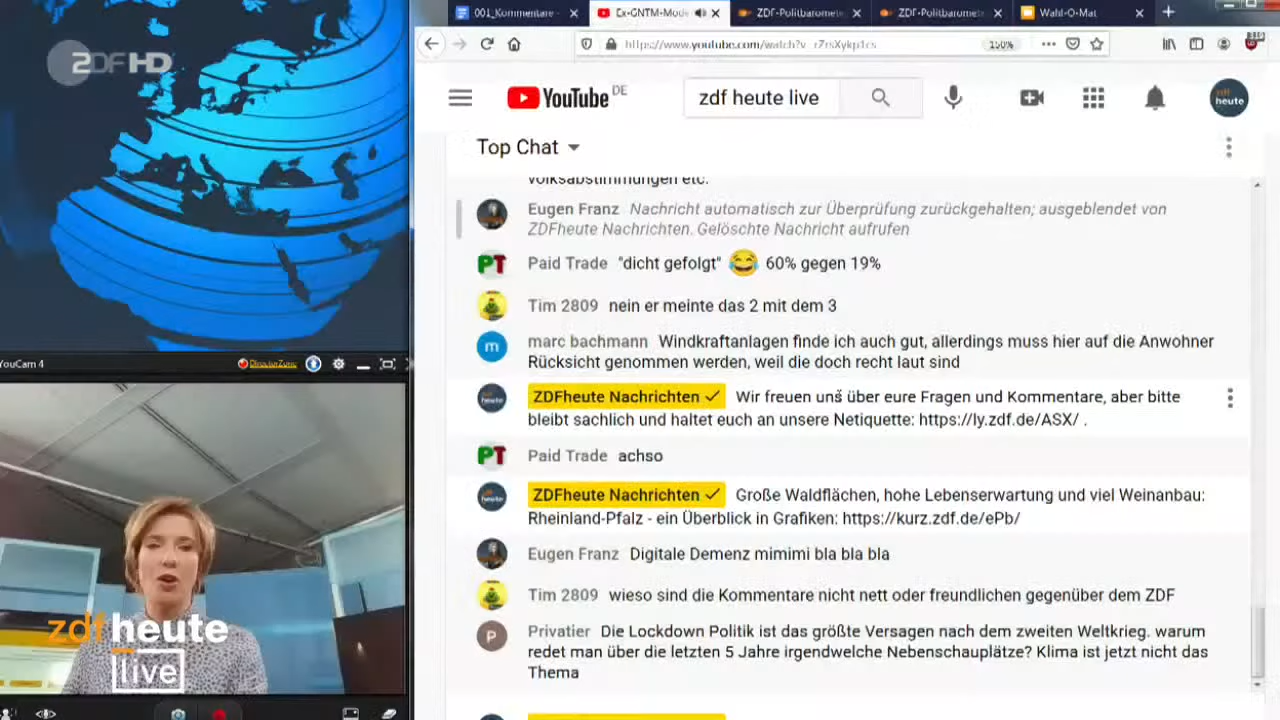 ZDF HD
001_Kommentare -
Ex-GNTM-Mode
ZDF-Politbaromete
ZDF-Politbaromete
Wahl-O-Mat
150%
YouTube DE
zdf heute live
heute
Top Chat
volksabstimmungen etc.
Eugen Franz Nachricht automatisch zur Überprüfung zurückgehalten; ausgeblendet von
ZDFheute Nachrichten. Gelöschte Nachricht aufrufen
PT Paid Trade "dicht gefolgt" 😂 60% gegen 19%
Tim 2809 nein er meinte das 2 mit dem 3
m marc bachmann Windkraftanlagen finde ich auch gut, allerdings muss hier auf die Anwohner
Rücksicht genommen werden, weil die doch recht laut sind
ZDFheute Nachrichten Wir freuen uns über eure Fragen und Kommentare, aber bitte
bleibt sachlich und haltet euch an unsere Netiquette: https://ly.zdf.de/ASX/ .
PT Paid Trade achso
ZDFheute Nachrichten Große Waldflächen, hohe Lebenserwartung und viel Weinanbau:
Rheinland-Pfalz - ein Überblick in Grafiken: https://kurz.zdf.de/ePb/
Eugen Franz Digitale Demenz mimimi bla bla bla
Tim 2809 wieso sind die Kommentare nicht nett oder freundlichen gegenüber dem ZDF
P Privatier Die Lockdown Politik ist das größte Versagen nach dem zweiten Weltkrieg. warum
redet man über die letzten 5 Jahre irgendwelche Nebenschauplätze? Klima ist jetzt nicht das
Thema
YouCam 4
DirectorZone
zdfheute
live